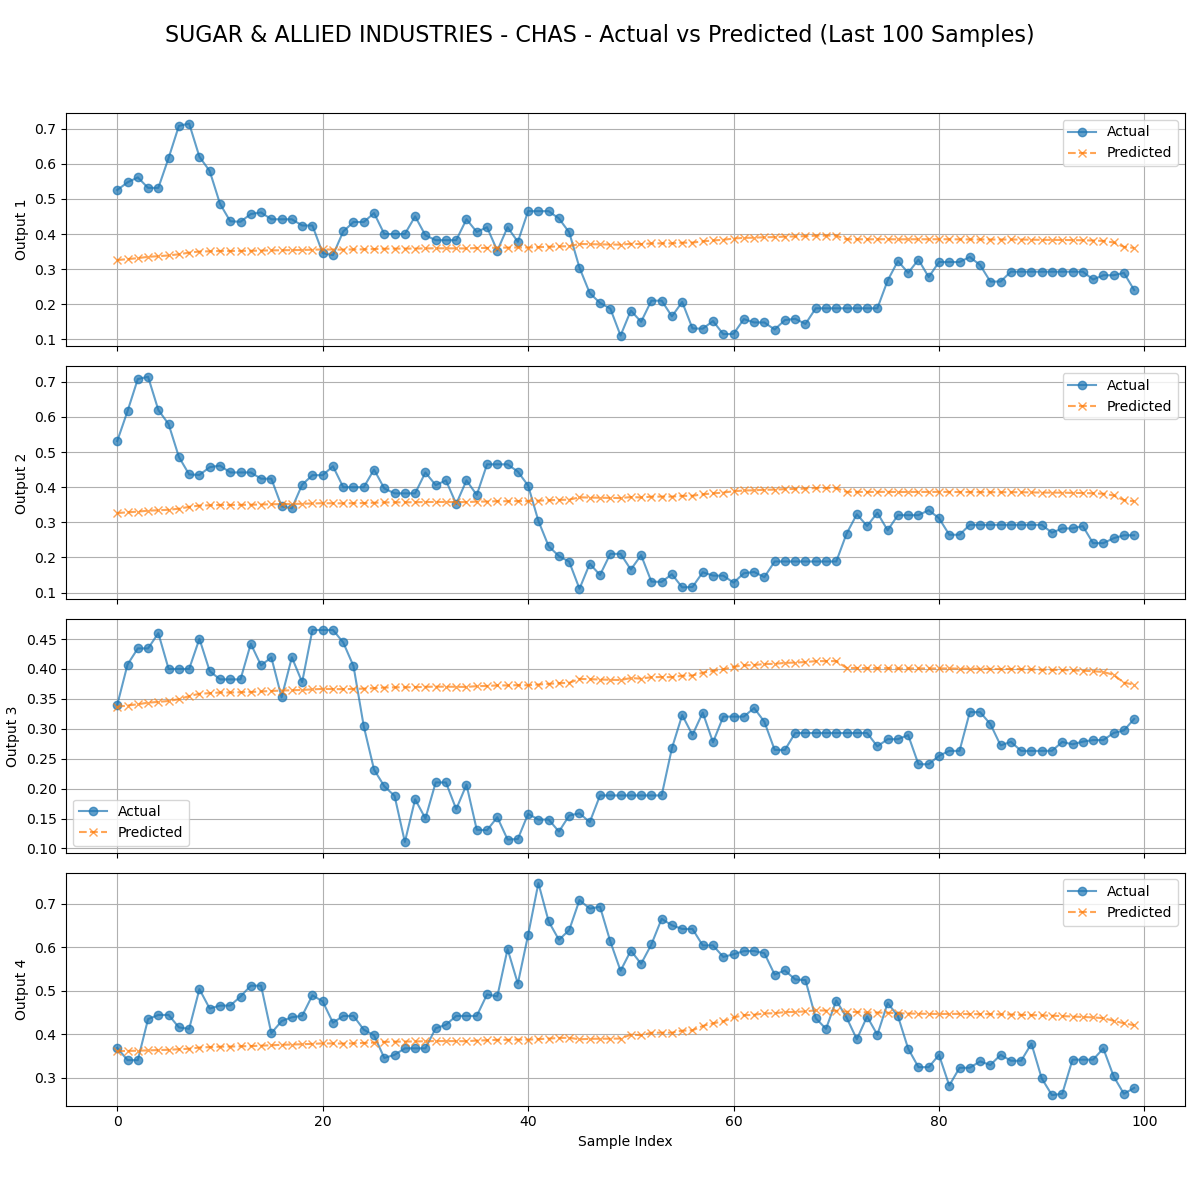 SUGAR & ALLIED INDUSTRIES - CHAS - Actual vs Predicted (Last 100 Samples)
Output 1
0.7
0.6
0.5
0.4
0.3
0.2
0.1
Actual
Predicted
Output 2
0.7
0.6
0.5
0.4
0.3
0.2
0.1
Actual
Predicted
Output 3
0.45
0.40
0.35
0.30
0.25
0.20
0.15
0.10
Actual
Predicted
Output 4
0.7
0.6
0.5
0.4
0.3
Actual
Predicted
0 20 40 60 80 100
Sample Index